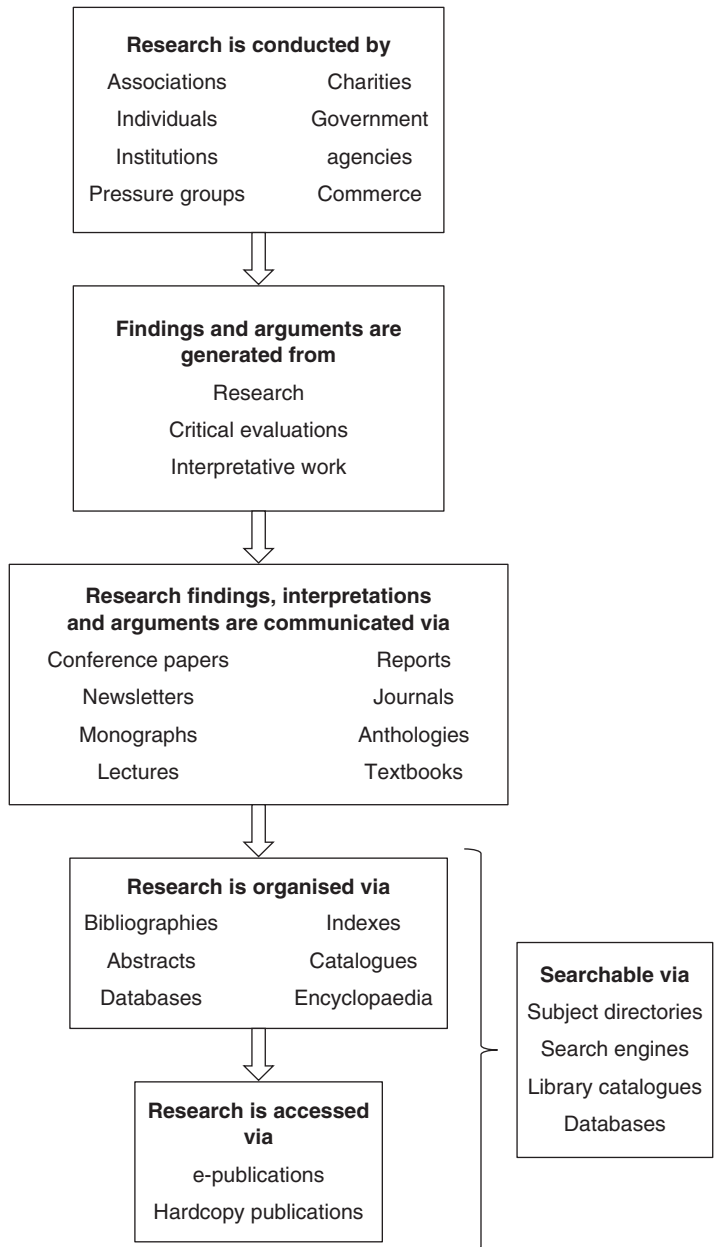 Research is conducted by
Associations
Charities
Individuals
Government
Institutions
agencies
Pressure groups
Commerce
Findings and arguments are
generated from
Research
Critical evaluations
Interpretative work
Research findings, interpretations
and arguments are communicated via
Conference papers
Reports
Newsletters
Journals
Monographs
Anthologies
Lectures
Textbooks
Research is organised via
Bibliographies
Indexes
Abstracts
Catalogues
Databases
Encyclopaedia
Research is accessed
via
e-publications
Hardcopy publications
Searchable via
Subject directories
Search engines
Library catalogues
Databases